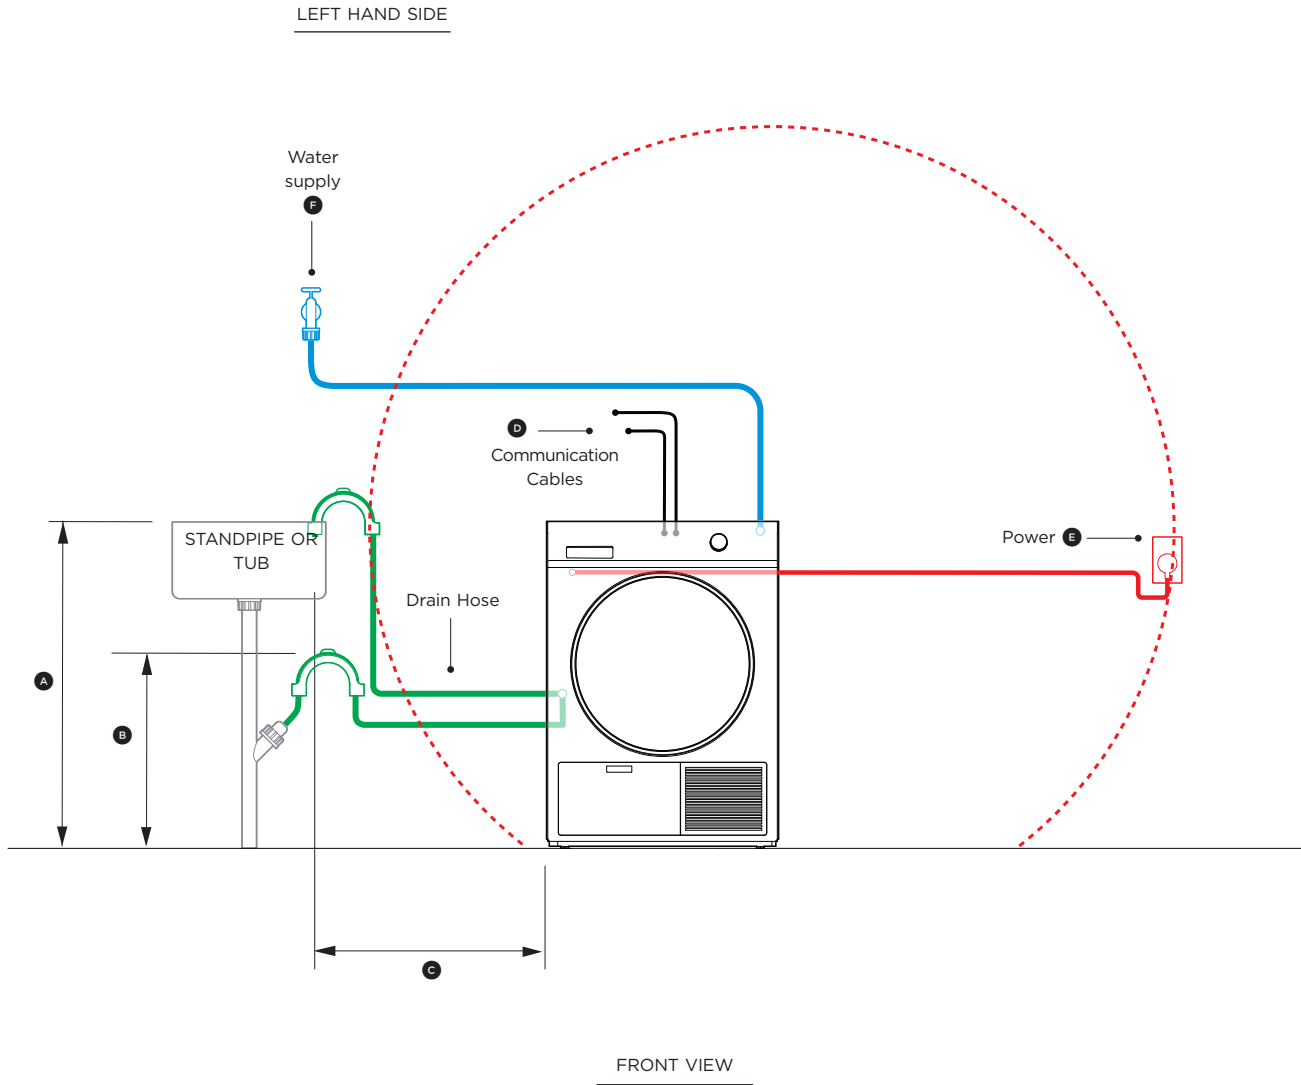 LEFT HAND SIDE
Water
supply
F
D
Communication
Cables
STANDPIPE OR
TUB
Power E
Drain Hose
A
B
C
FRONT VIEW